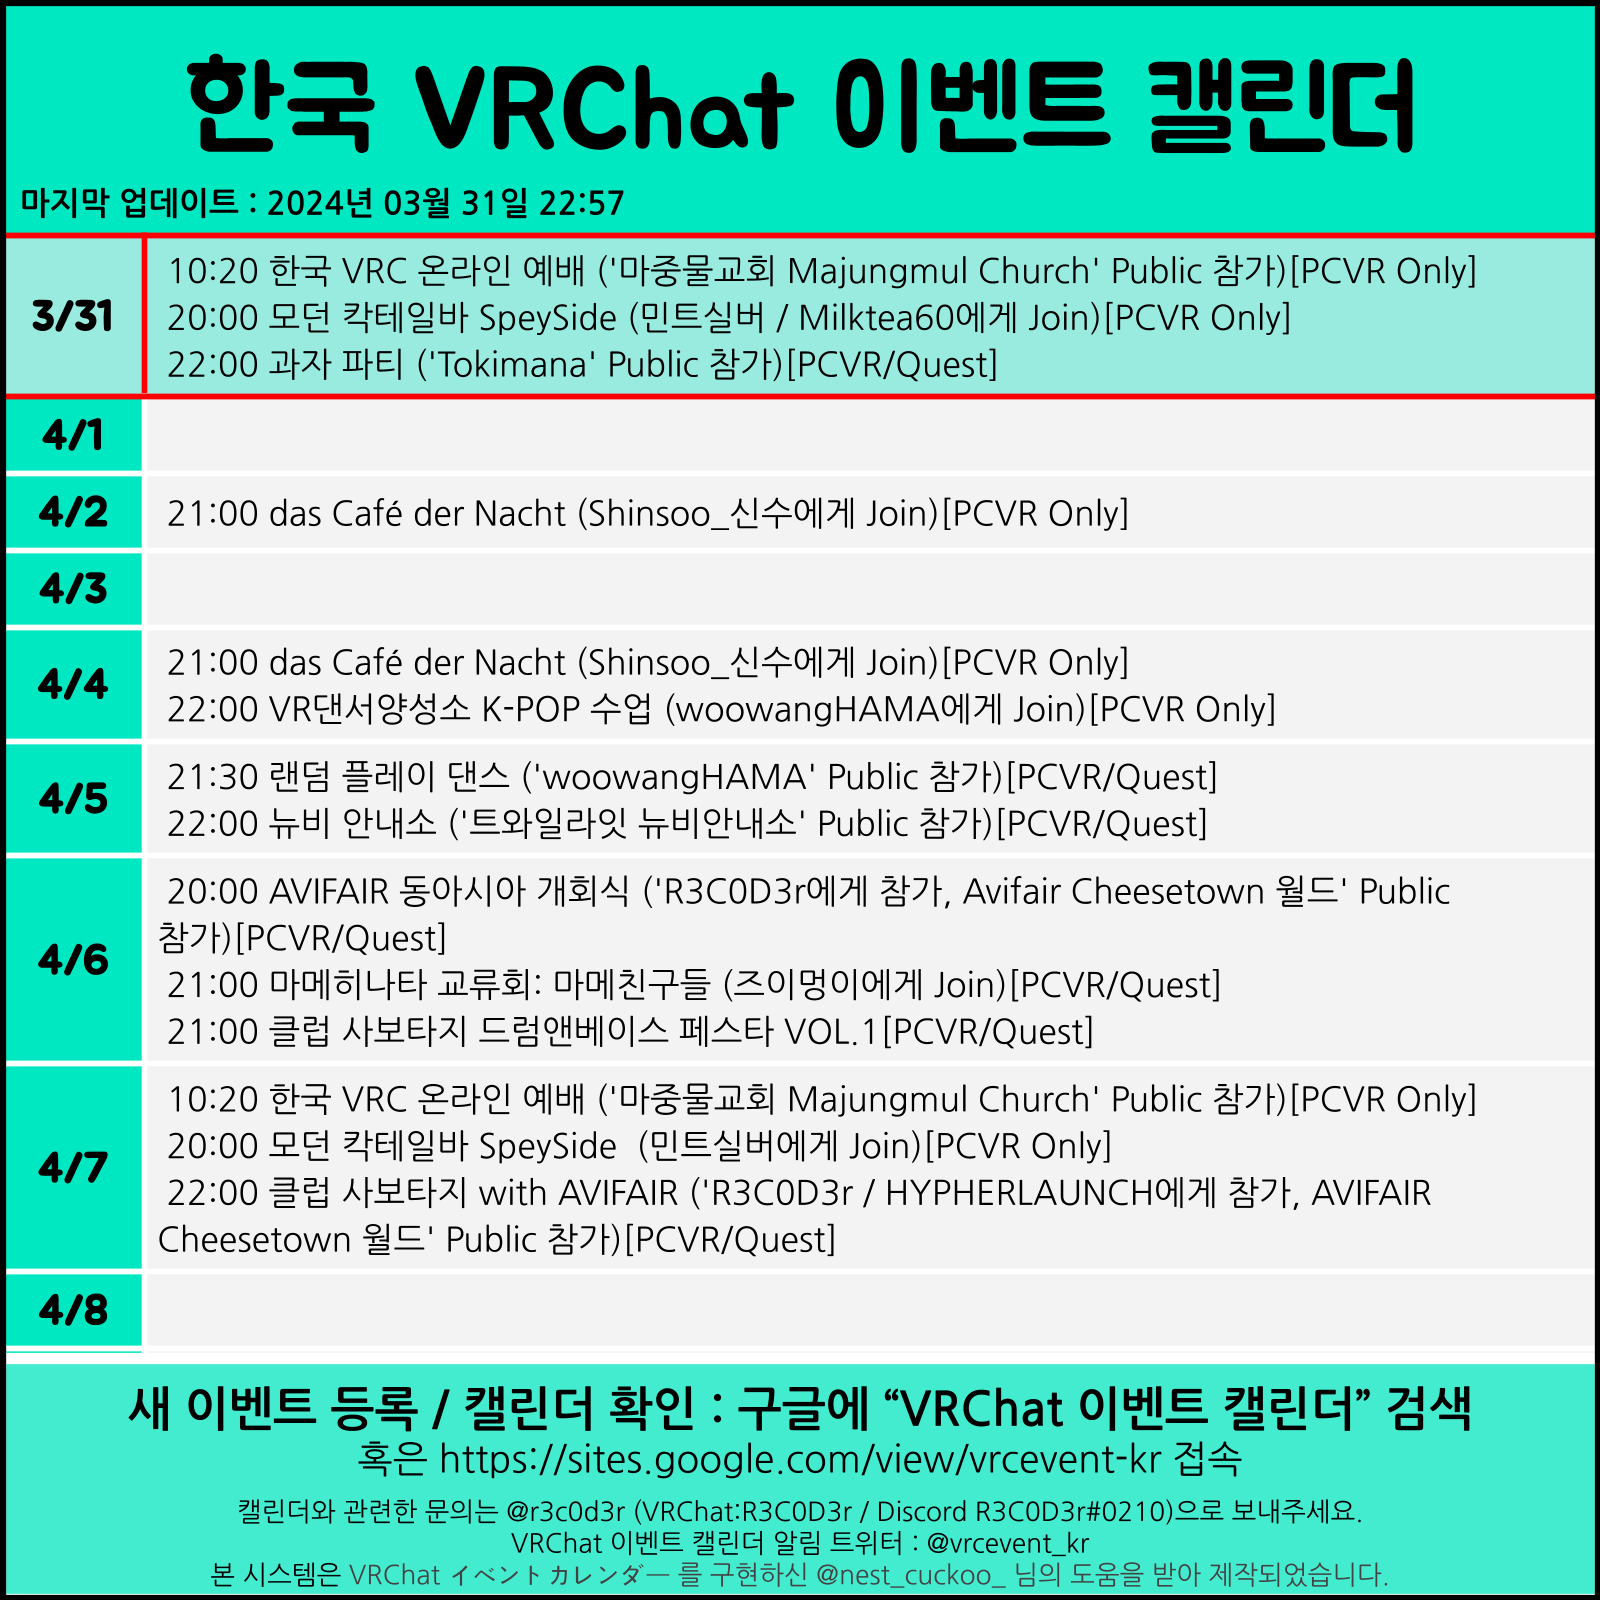 한국 VRChat 이벤트 캘린더
마지막 업데이트 : 2024년 03월 31일 22:57
3/31
10:20 한국 VRC 온라인 예배 ('마중물교회 Majungmul Church' Public 참가)[PCVR Only]
20:00 모던 칵테일바 SpeySide (민트실버 / Milktea60에게 Join)[PCVR Only]
22:00 과자 파티 ('Tokimana' Public 참가)[PCVR/Quest]
4/1
4/2
21:00 das Café der Nacht (Shinsoo_신수에게 Join)[PCVR Only]
4/3
4/4
21:00 das Café der Nacht (Shinsoo_신수에게 Join)[PCVR Only]
22:00 VR댄서양성소 K-POP 수업 (woowangHAMA에게 Join)[PCVR Only]
4/5
21:30 랜덤 플레이 댄스 ('woowangHAMA' Public 참가)[PCVR/Quest]
22:00 뉴비 안내소 ('트와일라잇 뉴비안내소' Public 참가)[PCVR/Quest]
4/6
20:00 AVIFAIR 동아시아 개회식 ('R3C0D3r에게 참가, Avifair Cheesetown 월드' Public
참가)[PCVR/Quest]
21:00 마메히나타 교류회: 마메친구들 (즈이멍이에게 Join)[PCVR/Quest]
21:00 클럽 사보타지 드럼앤베이스 페스타 VOL.1[PCVR/Quest]
4/7
10:20 한국 VRC 온라인 예배 ('마중물교회 Majungmul Church' Public 참가)[PCVR Only]
20:00 모던 칵테일바 SpeySide  (민트실버에게 Join)[PCVR Only]
22:00 클럽 사보타지 with AVIFAIR ('R3C0D3r / HYPHERLAUNCH에게 참가, AVIFAIR
Cheesetown 월드' Public 참가)[PCVR/Quest]
4/8
새 이벤트 등록 / 캘린더 확인 : 구글에 “VRChat 이벤트 캘린더” 검색
혹은 https://sites.google.com/view/vrcevent-kr 접속
캘린더와 관련한 문의는 @r3c0d3r (VRChat:R3C0D3r / Discord R3C0D3r#0210)으로 보내주세요.
VRChat 이벤트 캘린더 알림 트위터 : @vrcevent_kr
본 시스템은 VRChat イベントカレンダー 를 구현하신 @nest_cuckoo_ 님의 도움을 받아 제작되었습니다.